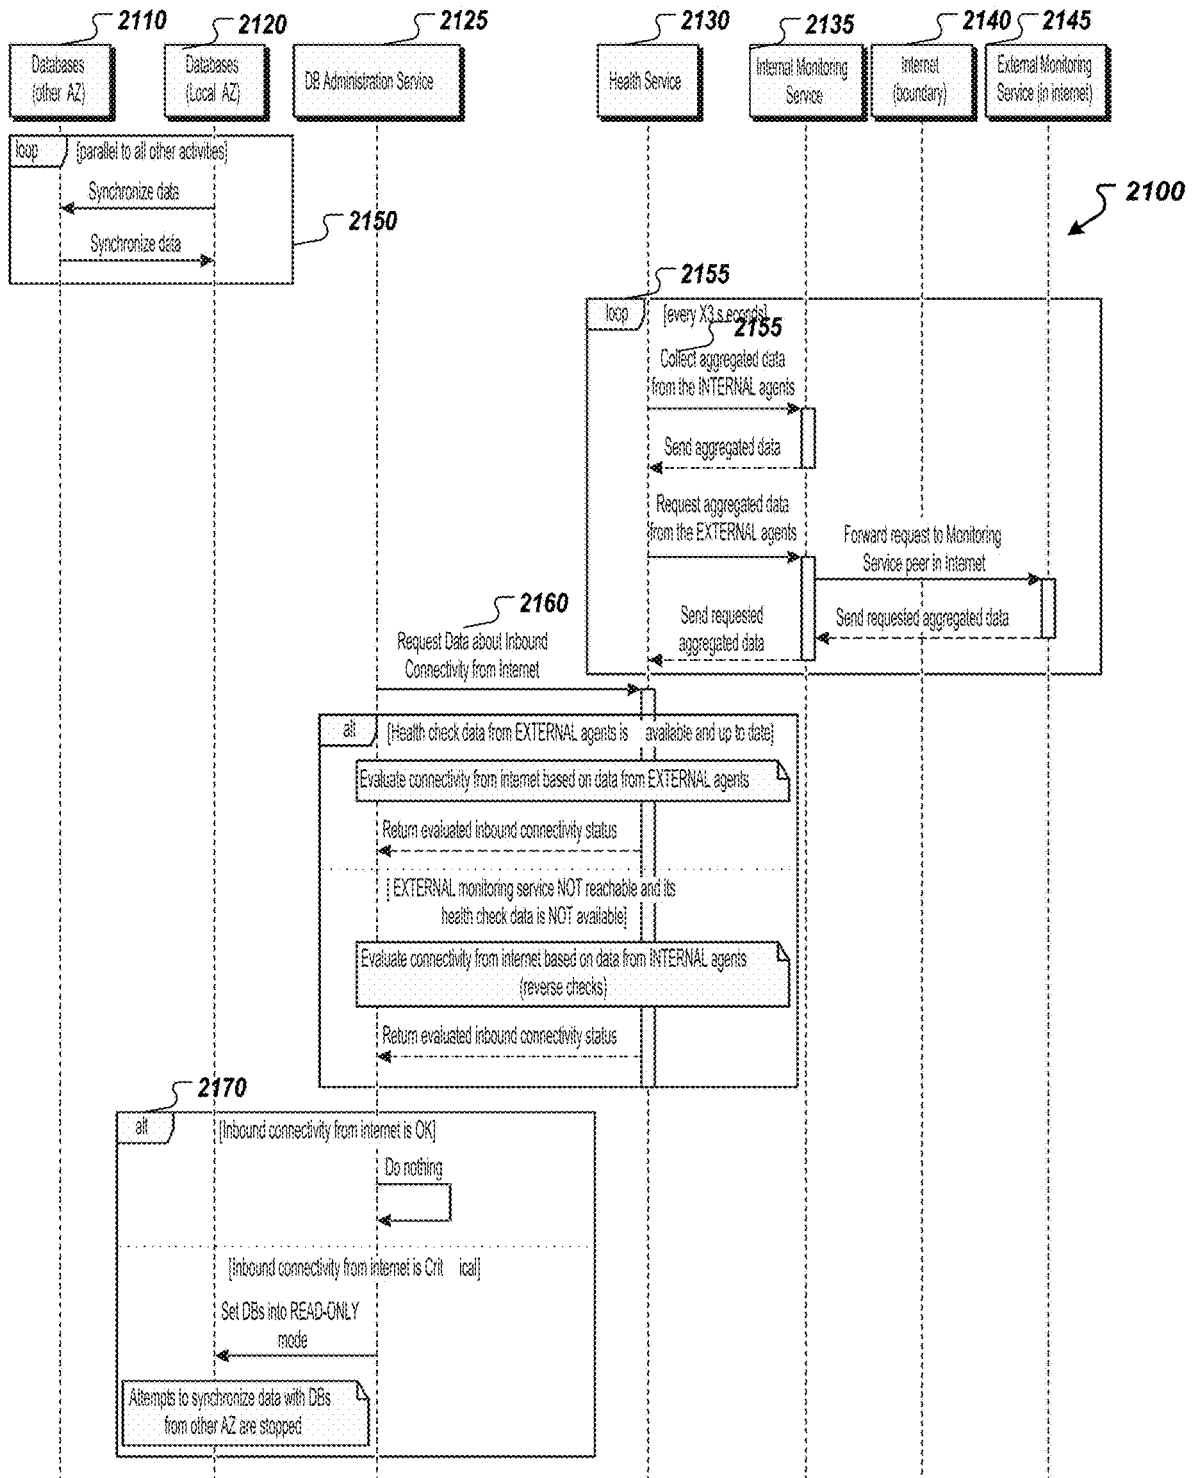 2110
2120
2125
2130
2135
2140
2145
Databases
(other AZ)
Databases
(Local AZ)
DB Administration Service
Health Service
Internal Monitoring
Service
Internet
(boundary)
External Monitoring
Service (in internet)
loop
[parallel to all other activities]
Synchronize data
Synchronize data
2150
2100
2155
loop
[every X3 s.econds]
2155
Collect aggregated data
from the INTERNAL agents
Send aggregated data
Request aggregated data
from the EXTERNAL agents
Forward request to Monitoring
Service peer in Internet
Send requested
aggregated data
Send requested aggregated data
2160
Request Data about Inbound
Connectivity from Internet
alt
[Health check data from EXTERNAL agents is available and up to date]
Evaluate connectivity from internet based on data from EXTERNAL agents
Return evaluated inbound connectivity status
[ EXTERNAL monitoring service NOT reachable and its
health check data is NOT available]
Evaluate connectivity from internet based on data from INTERNAL agents
(reverse checks)
Return evaluated inbound connectivity status
2170
alt
[Inbound connectivity from internet is OK]
Do nothing
[Inbound connectivity from internet is Crit ical]
Set DBs into READ-ONLY
mode
Attempts to synchronize data with DBs
from other AZ are stopped